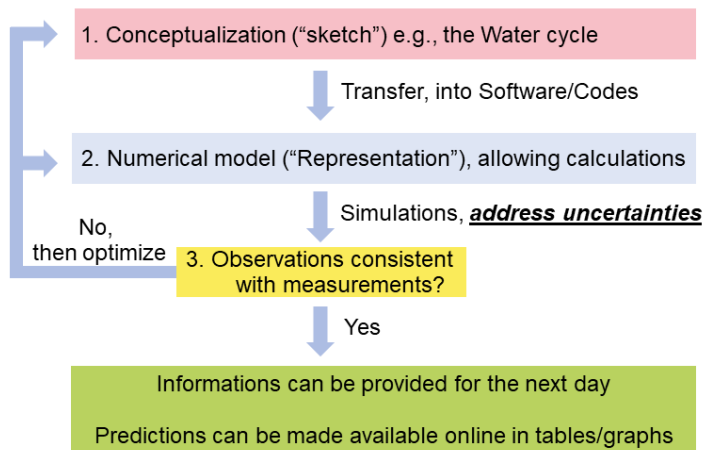 1. Conceptualization (“sketch”) e.g., the Water cycle
Transfer, into Software/Codes
2. Numerical model (“Representation”), allowing calculations
Simulations, address uncertainties
No,
then optimize
3. Observations consistent
with measurements?
Yes
Informations can be provided for the next day
Predictions can be made available online in tables/graphs